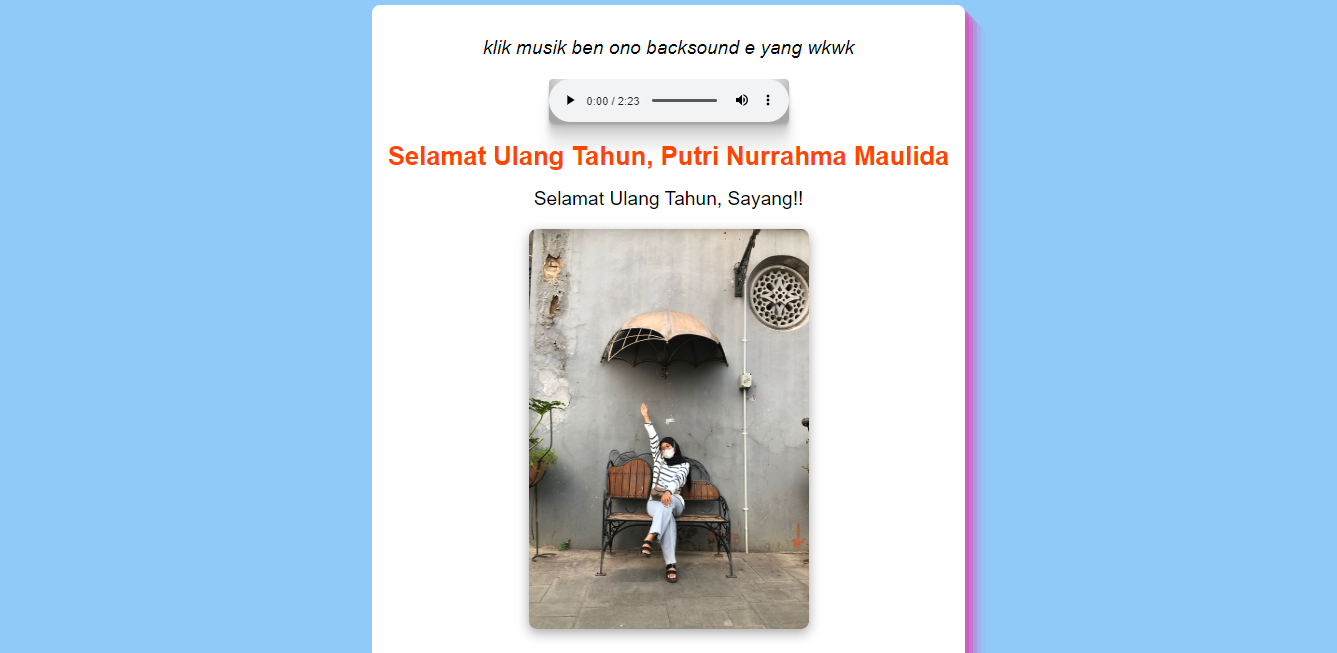 klik musik ben ono backsound e yang wkwk
0:00 / 2:23
Selamat Ulang Tahun, Putri Nurrahma Maulida
Selamat Ulang Tahun, Sayang!!